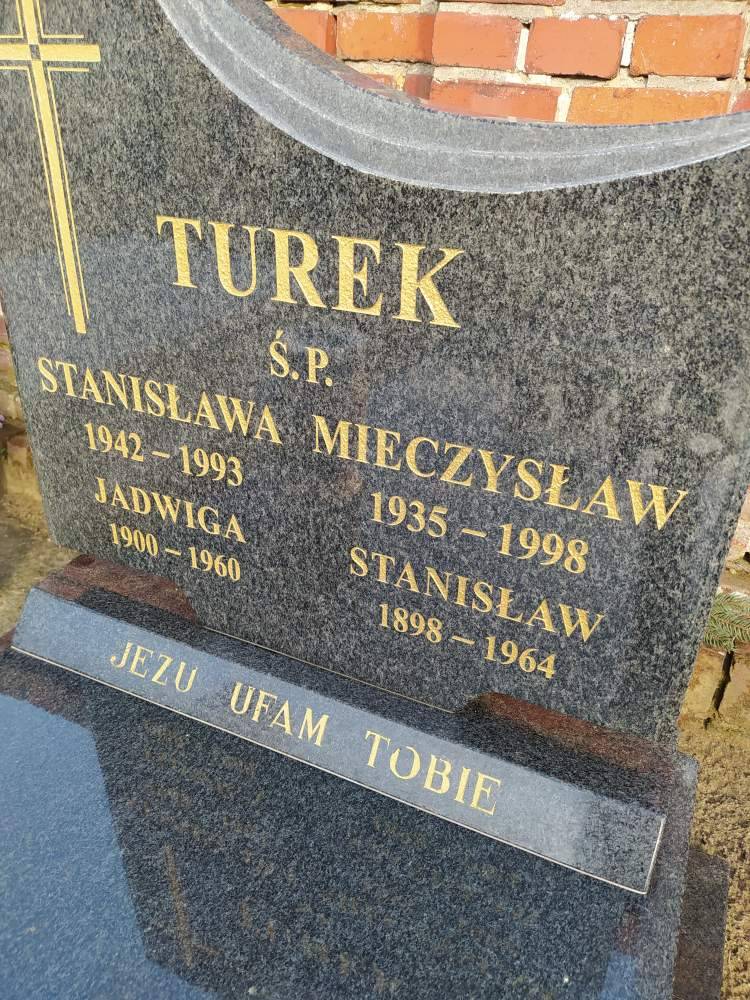 TUREK
Ś.P.
STANISŁAWA MIECZYSŁAW
1942 – 1993 1935 – 1998
JADWIGA STANISŁAW
1900 – 1960 1898 – 1964
JEZU UFAM TOBIE